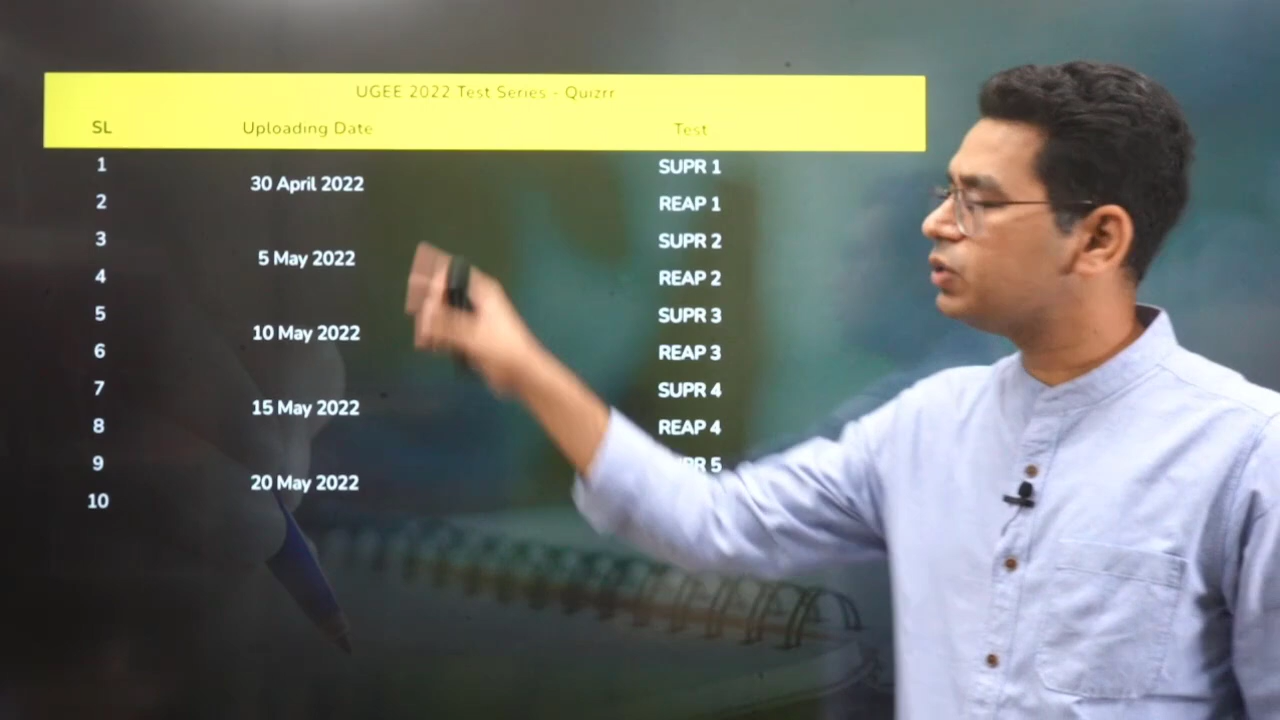 UGEE 2022 Test Series - Quizrr
SL Uploading Date Test
1 SUPR 1
30 April 2022
2 REAP 1
3 SUPR 2
5 May 2022
4 REAP 2
5 SUPR 3
10 May 2022
6 REAP 3
7 SUPR 4
15 May 2022
8 REAP 4
9 PR 5
20 May 2022
10